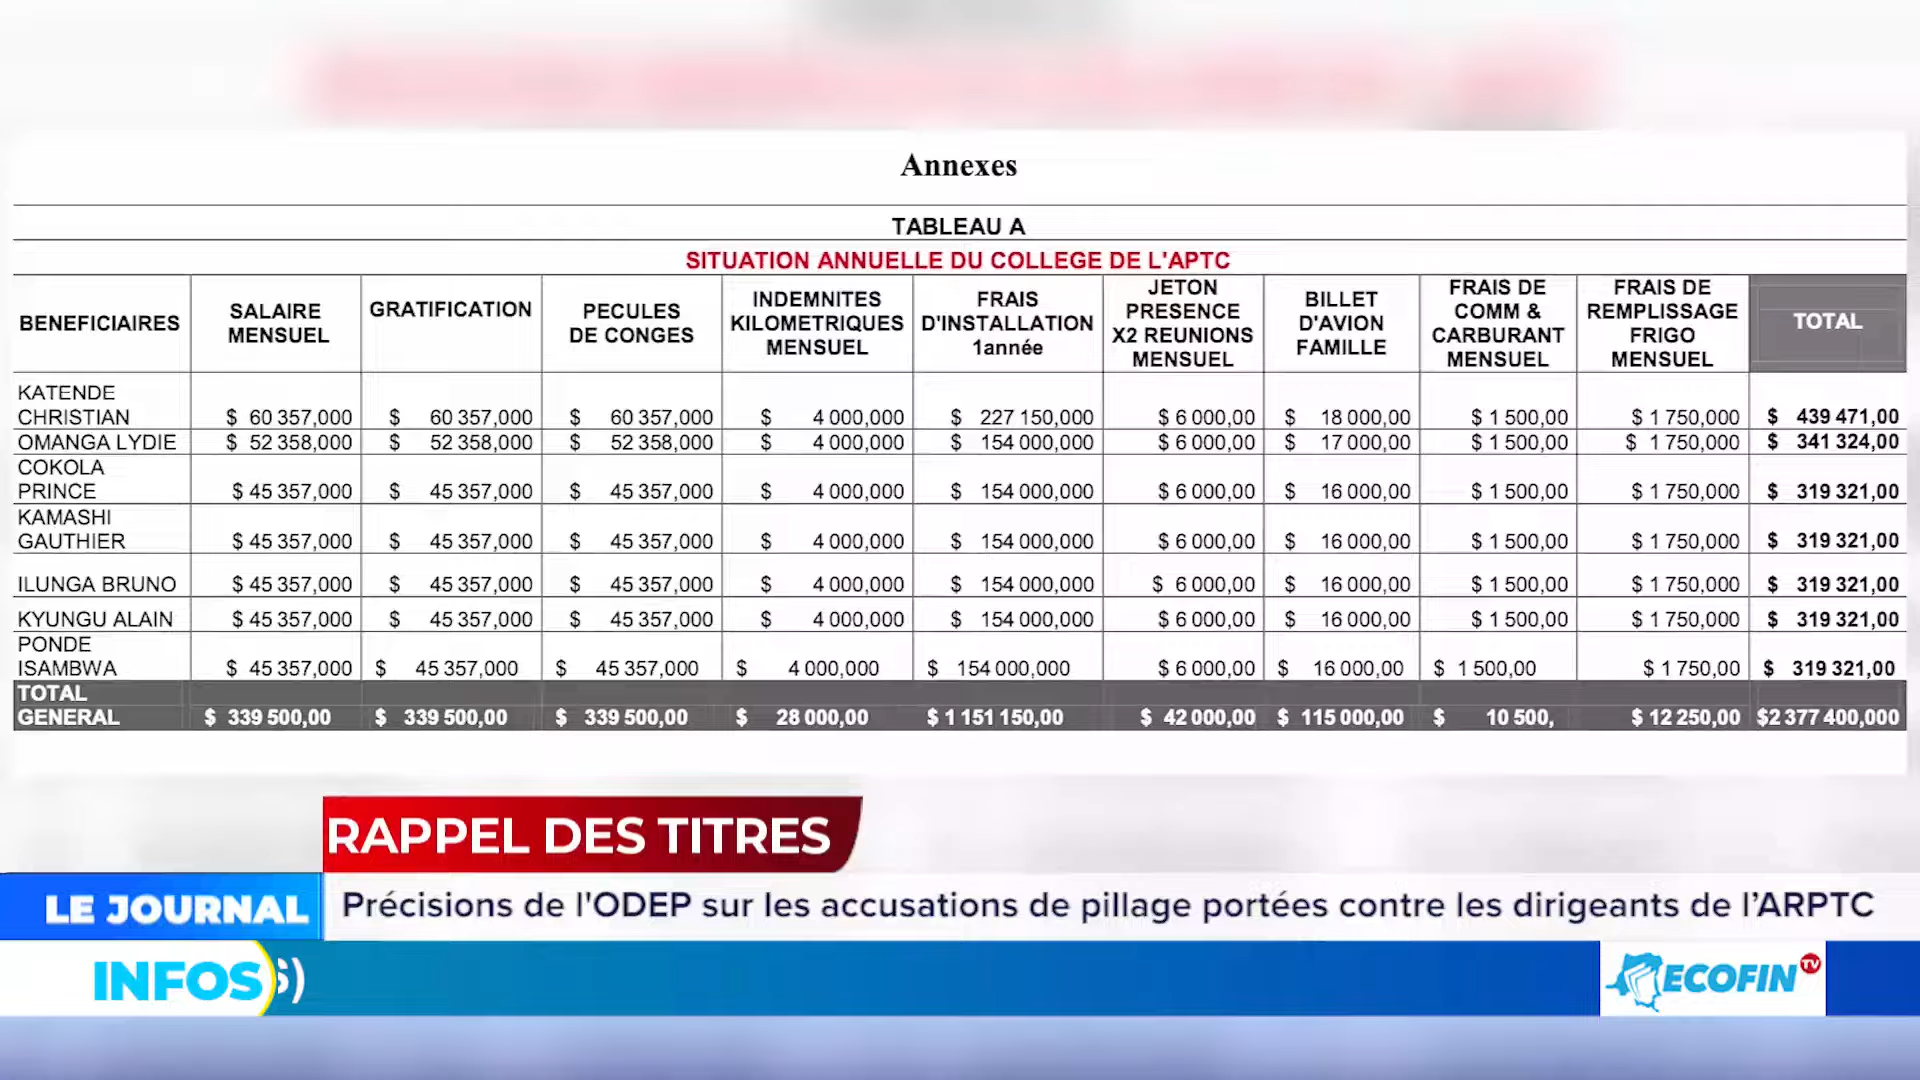 Annexes
TABLEAU A
SITUATION ANNUELLE DU COLLEGE DE L'APTC
BENEFICIAIRES SALAIRE MENSUEL GRATIFICATION PECULES DE CONGES INDEMNITES KILOMETRIQUES MENSUEL FRAIS D'INSTALLATION 1année JETON PRESENCE X2 REUNIONS MENSUEL BILLET D'AVION FAMILLE FRAIS DE COMM & CARBURANT MENSUEL FRAIS DE REMPLISSAGE FRIGO MENSUEL TOTAL
KATENDE
CHRISTIAN $ 60 357,000 $ 60 357,000 $ 60 357,000 $ 4 000,000 $ 227 150,000 $ 6 000,00 $ 18 000,00 $ 1 500,00 $ 1 750,000 $ 439 471,00
OMANGA LYDIE $ 52 358,000 $ 52 358,000 $ 52 358,000 $ 4 000,000 $ 154 000,000 $ 6 000,00 $ 17 000,00 $ 1 500,00 $ 1 750,000 $ 341 324,00
COKOLA
PRINCE $ 45 357,000 $ 45 357,000 $ 45 357,000 $ 4 000,000 $ 154 000,000 $ 6 000,00 $ 16 000,00 $ 1 500,00 $ 1 750,000 $ 319 321,00
KAMASHI
GAUTHIER $ 45 357,000 $ 45 357,000 $ 45 357,000 $ 4 000,000 $ 154 000,000 $ 6 000,00 $ 16 000,00 $ 1 500,00 $ 1 750,000 $ 319 321,00
ILUNGA BRUNO $ 45 357,000 $ 45 357,000 $ 45 357,000 $ 4 000,000 $ 154 000,000 $ 6 000,00 $ 16 000,00 $ 1 500,00 $ 1 750,000 $ 319 321,00
KYUNGU ALAIN $ 45 357,000 $ 45 357,000 $ 45 357,000 $ 4 000,000 $ 154 000,000 $ 6 000,00 $ 16 000,00 $ 1 500,00 $ 1 750,000 $ 319 321,00
PONDE
ISAMBWA $ 45 357,000 $ 45 357,000 $ 45 357,000 $ 4 000,000 $ 154 000,000 $ 6 000,00 $ 16 000,00 $ 1 500,00 $ 1 750,00 $ 319 321,00
TOTAL
GENERAL $ 339 500,00 $ 339 500,00 $ 339 500,00 $ 28 000,00 $ 1 151 150,00 $ 42 000,00 $ 115 000,00 $ 10 500, $ 12 250,00 $2 377 400,000
RAPPEL DES TITRES
LE JOURNAL Précisions de l'ODEP sur les accusations de pillage portées contre les dirigeants de l’ARPTC
INFOS
ECOFIN TV